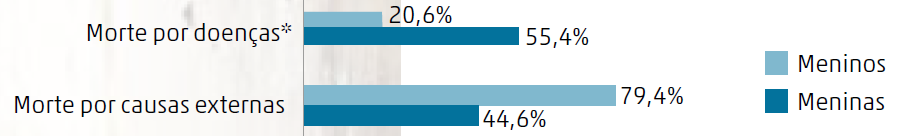 Morte por doenças*
20,6%
55,4%
Morte por causas externas
79,4%
44,6%
Meninos
Meninas